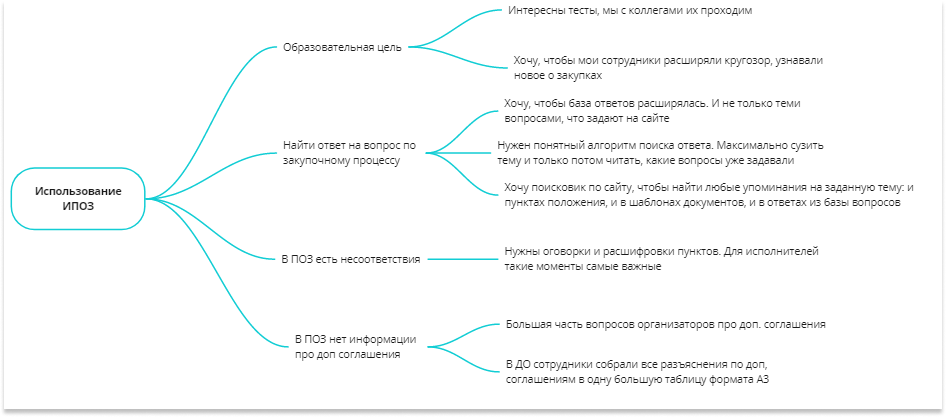 Использование
ИПОЗ
Образовательная цель
Интересны тесты, мы с коллегами их проходим
Хочу, чтобы мои сотрудники расширяли кругозор, узнавали
новое о закупках
Найти ответ на вопрос по
закупочному процессу
Хочу, чтобы база ответов расширялась. И не только теми
вопросами, что задают на сайте
Нужен понятный алгоритм поиска ответа. Максимально сузить
тему и только потом читать, какие вопросы уже задавали
Хочу поисковик по сайту, чтобы найти любые упоминания на заданную тему: и
пунктах положения, и в шаблонах документов, и в ответах из базы вопросов
В ПОЗ есть несоответствия
Нужны оговорки и расшифровки пунктов. Для исполнителей
такие моменты самые важные
В ПОЗ нет информации
про доп соглашения
Большая часть вопросов организаторов про доп. соглашения
В ДО сотрудники собрали все разъяснения по доп,
соглашениям в одну большую таблицу формата А3